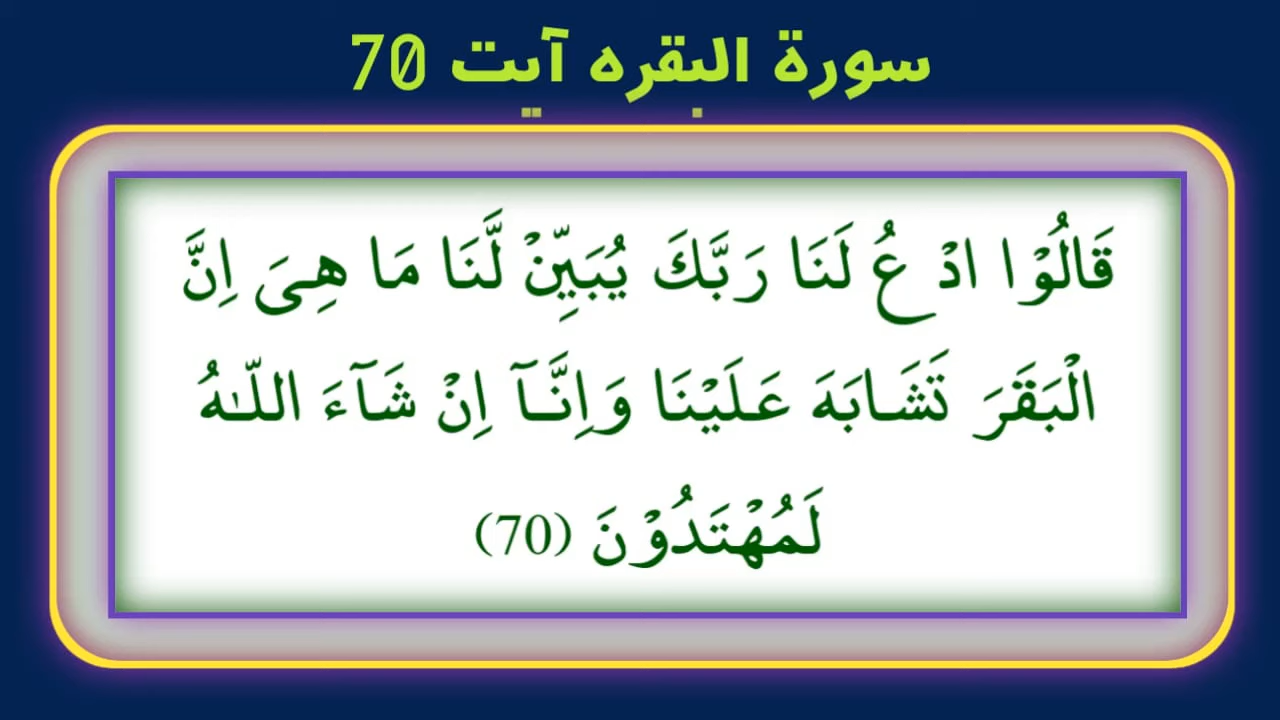 سورة البقره آیت 70
قَالُوْا ادْعُ لَنَا رَبَّكَ يُبَيِّنْ لَّنَا مَا هِىَ اِنَّ
الْبَقَرَ تَشَابَهَ عَلَيْنَا وَاِنَّآ اِنْ شَآءَ اللّـٰهُ
لَمُهْتَدُوْنَ (70)